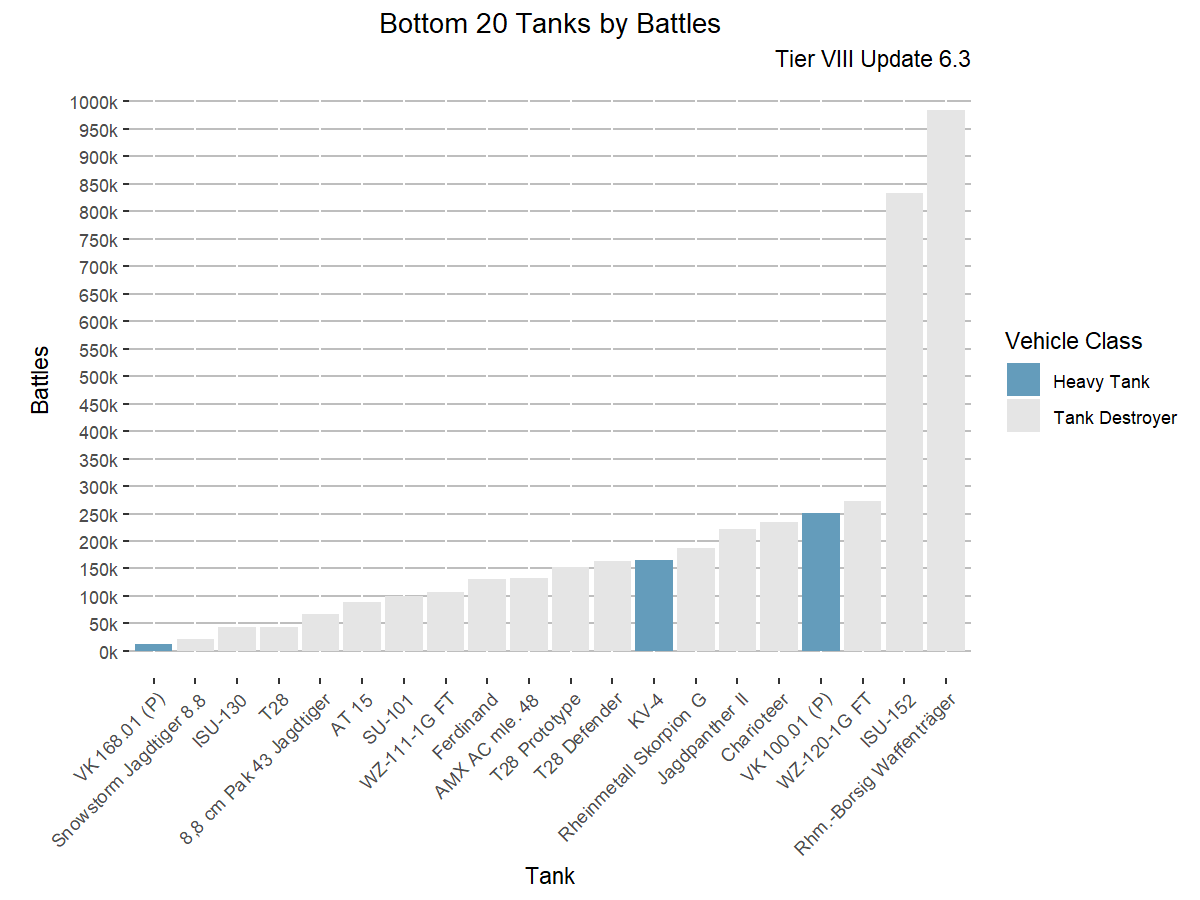 Bottom 20 Tanks by Battles
Tier VIII Update 6.3
1000k
950k
900k
850k
800k
750k
700k
650k
600k
550k
500k
450k
400k
350k
300k
250k
200k
150k
100k
50k
0k
Battles
VK 168.01 (P)
Snowstorm Jagdtiger 8.8
ISU-130
T28
8,8 cm Pak 43 Jagdtiger
AT 15
SU-101
WZ-111-1G FT
Ferdinand
AMX AC mle. 48
T28 Prototype
T28 Defender
KV-4
Rheinmetall Skorpion G
Jagdpanther II
Charioteer
VK 100.01 (P)
WZ-120-1G FT
ISU-152
Rhm.-Borsig Waffenträger
Tank
Vehicle Class
Heavy Tank
Tank Destroyer